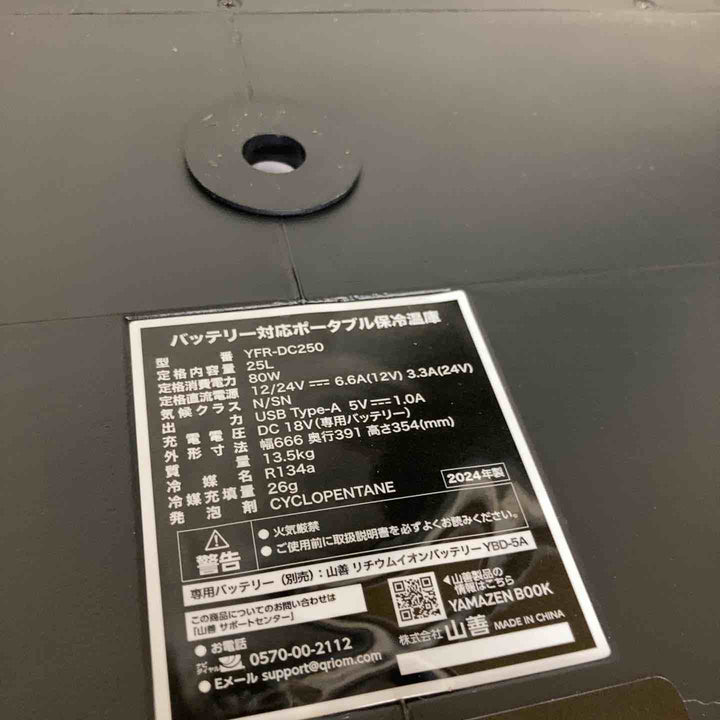 バッテリー対応ポータブル保冷温庫
型番 YFR-DC250
定格内容量 25L
定格消費電力 80W
定格直流電源 12/24V⎓ 6.6A(12V) 3.3A(24V)
気候クラス N/SN
出力 USB Type-A 5V⎓1.0A
充電電圧 DC 18V(専用バッテリー)
外形寸法 幅666 奥行391 高さ354(mm)
質量 13.5kg
冷媒名 R134a
冷媒充填量 26g
発泡剤 CYCLOPENTANE
2024年製
警告
●火気厳禁
●ご使用前に取扱説明書を必ずよくお読みください。
専用バッテリー(別売):山善 リチウムイオンバッテリーYBD-5A
この商品についてのお問い合わせは
「山善 サポートセンター」
●お電話
ナビダイヤル 0570-00-2112
●Eメール support@qriom.com
◀山善製品の
情報はこちら
YAMAZEN BOOK
株式会社 山善 MADE IN CHINA